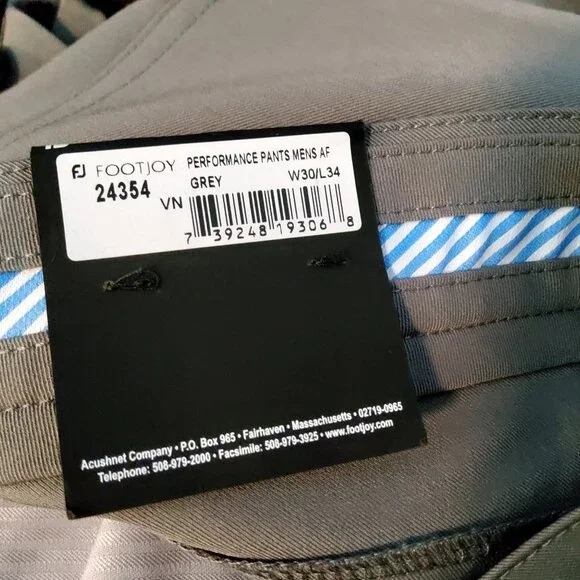 FJ FOOTJOY PERFORMANCE PANTS MENS AF
24354 VN GREY W30/L34
7 39248 19306 8
Acushnet Company • P.O. Box 965 • Fairhaven • Massachusetts • 02719-0965
Telephone: 508-979-2000 • Facsimile: 508-979-3925 • www.footjoy.com